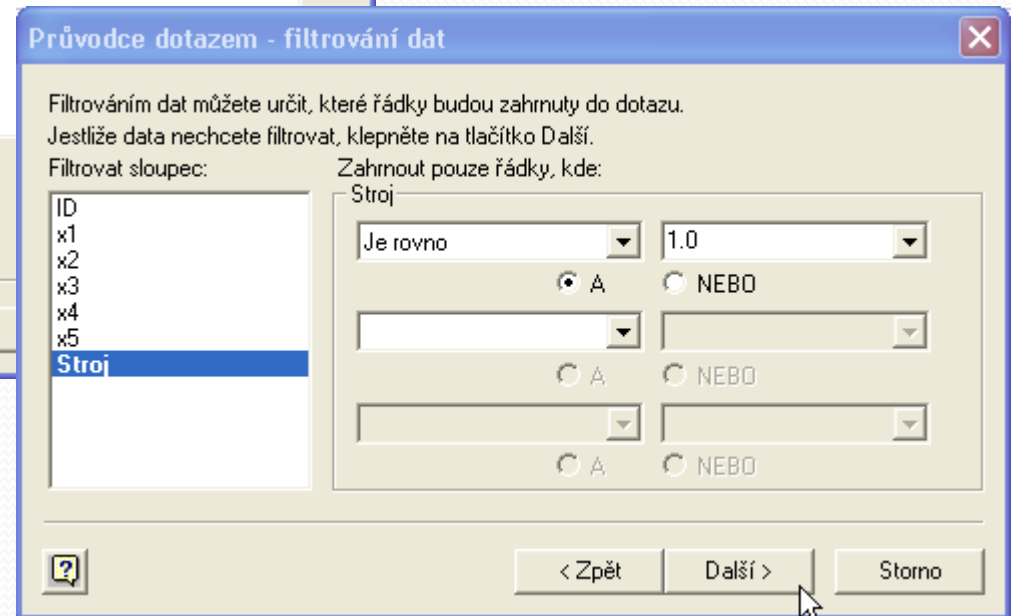 Průvodce dotazem - filtrování dat
Filtrováním dat můžete určit, které řádky budou zahrnuty do dotazu.
Jestliže data nechcete filtrovat, klepněte na tlačítko Další.
Filtrovat sloupec:
Zahrnout pouze řádky, kde:
ID
x1
x2
x3
x4
x5
Stroj
Stroj
Je rovno 1.0
A NEBO
A NEBO
A NEBO
< Zpět Další > Storno